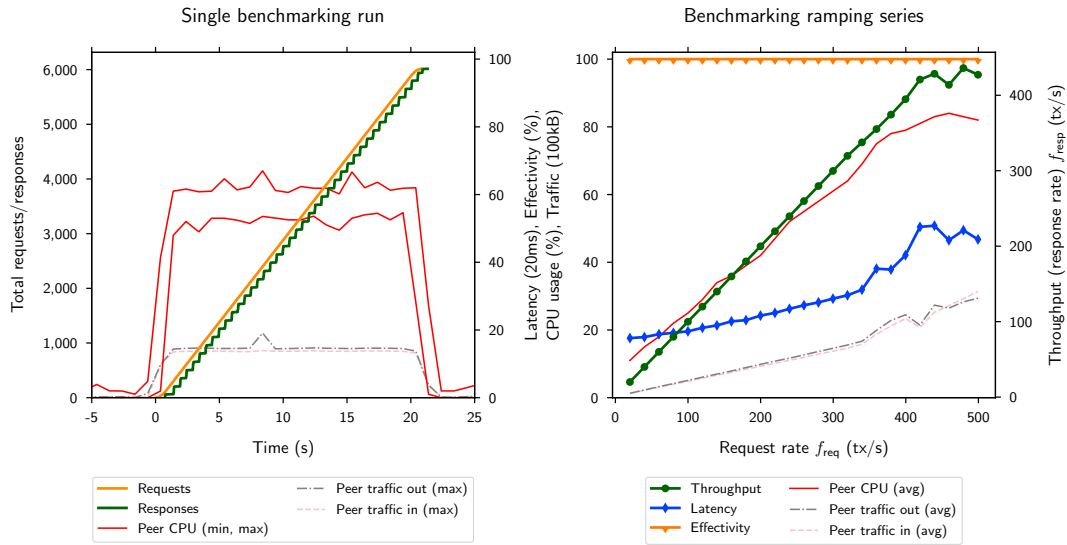 Single benchmarking run
Benchmarking ramping series
Total requests/responses
6,000
5,000
4,000
3,000
2,000
1,000
0
100
80
60
40
20
0
-5
0
5
10
15
20
25
Time (s)
Latency (20ms), Effectivity (%),
CPU usage (%), Traffic (100kB)
100
80
60
40
20
0
400
300
200
100
0
0
100
200
300
400
500
Request rate f_req (tx/s)
Throughput (response rate) f_resp (tx/s)
Requests
Responses
Peer CPU (min, max)
Peer traffic out (max)
Peer traffic in (max)
Throughput
Latency
Effectivity
Peer CPU (avg)
Peer traffic out (avg)
Peer traffic in (avg)